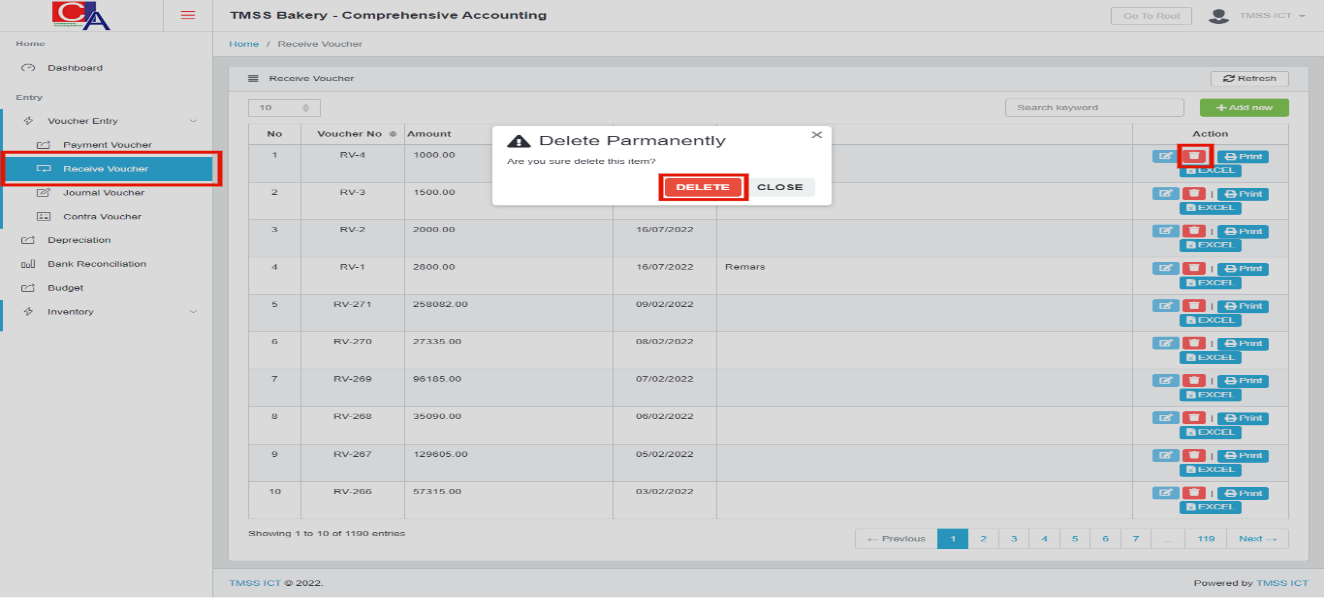 CA
TMSS Bakery - Comprehensive Accounting
Go To Root
TMSS-ICT
Home
Home / Receive Voucher
Dashboard
Receive Voucher
Refresh
Entry
10
Search keyword
+ Add new
Voucher Entry
No Voucher No Amount Action
Delete Parmanently
Are you sure delete this item?
DELETE CLOSE
Payment Voucher
Receive Voucher
Journal Voucher
Contra Voucher
Depreciation
Bank Reconciliation
Budget
Inventory
1 RV-4 1000.00 Print
EXCEL
2 RV-3 1500.00 | Print
EXCEL
3 RV-2 2000.00 16/07/2022 | Print
EXCEL
4 RV-1 2800.00 16/07/2022 Remars | Print
EXCEL
5 RV-271 258082.00 09/02/2022 | Print
EXCEL
6 RV-270 27335.00 08/02/2022 | Print
EXCEL
7 RV-269 96185.00 07/02/2022 | Print
EXCEL
8 RV-268 35090.00 06/02/2022 | Print
EXCEL
9 RV-267 129605.00 05/02/2022 | Print
EXCEL
10 RV-266 57315.00 03/02/2022 | Print
EXCEL
Showing 1 to 10 of 1190 entries
← Previous 1 2 3 4 5 6 7 ... 119 Next →
TMSS ICT © 2022.
Powered by TMSS ICT